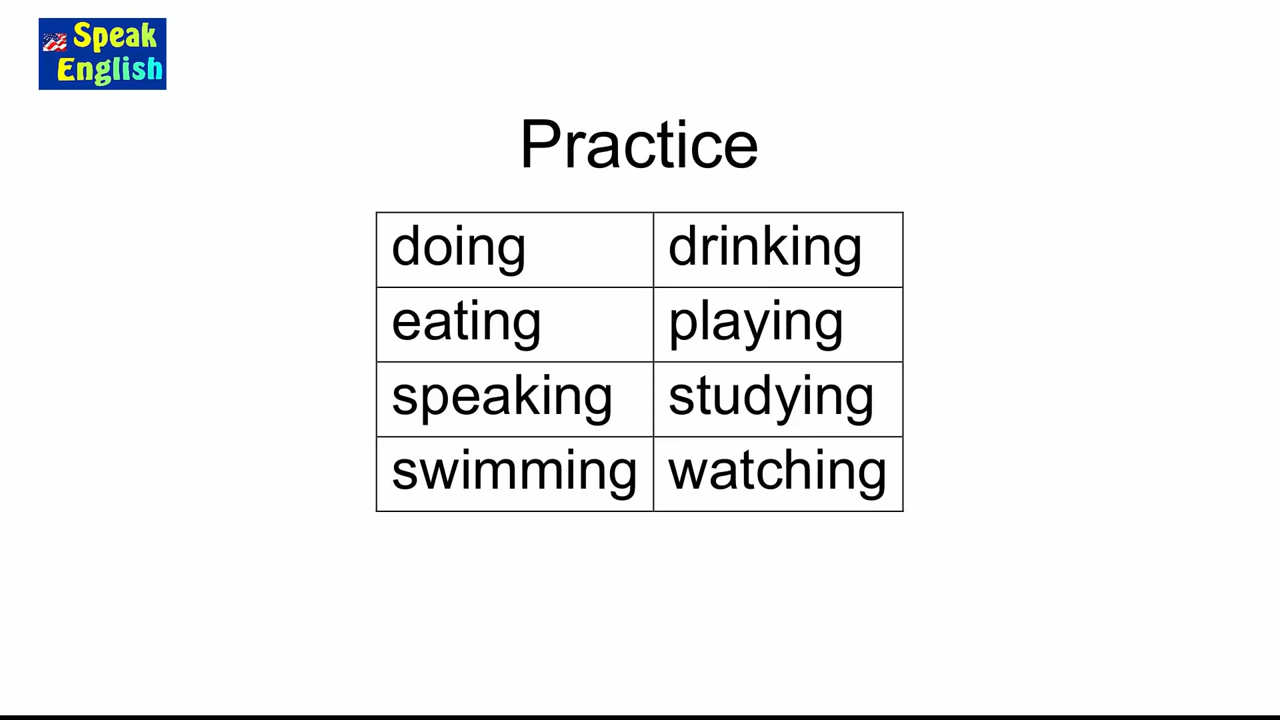 Speak
English
Practice
doing drinking
eating playing
speaking studying
swimming watching